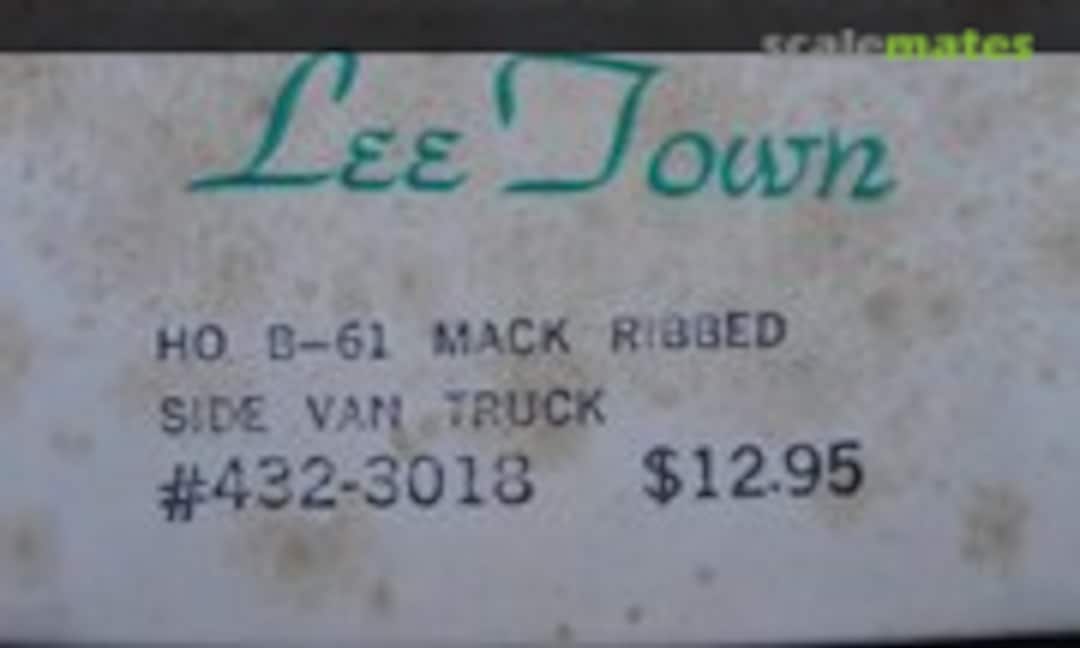 scalemates
Lee Town
HO B-61 MACK RIBBED
SIDE VAN TRUCK
#432-3018 $12.95